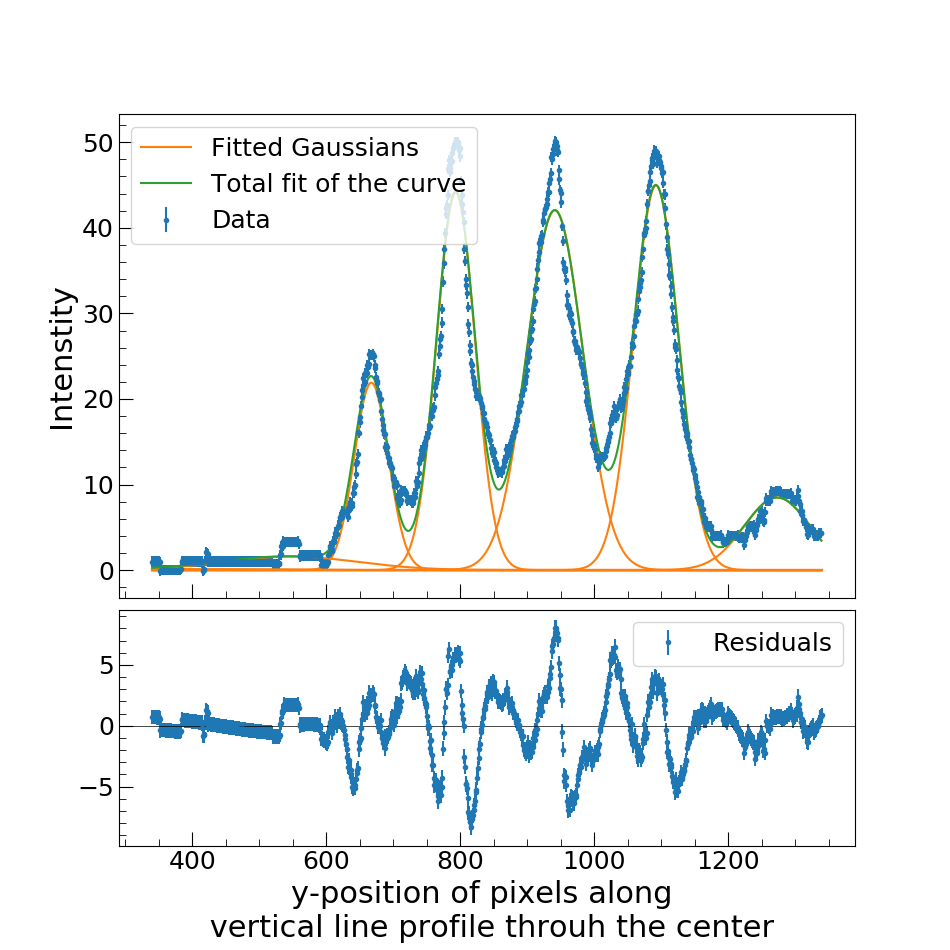 50
40
30
20
10
0
Intenstity
Fitted Gaussians
Total fit of the curve
Data
5
0
−5
Residuals
400 600 800 1000 1200
y-position of pixels along
vertical line profile throuh the center